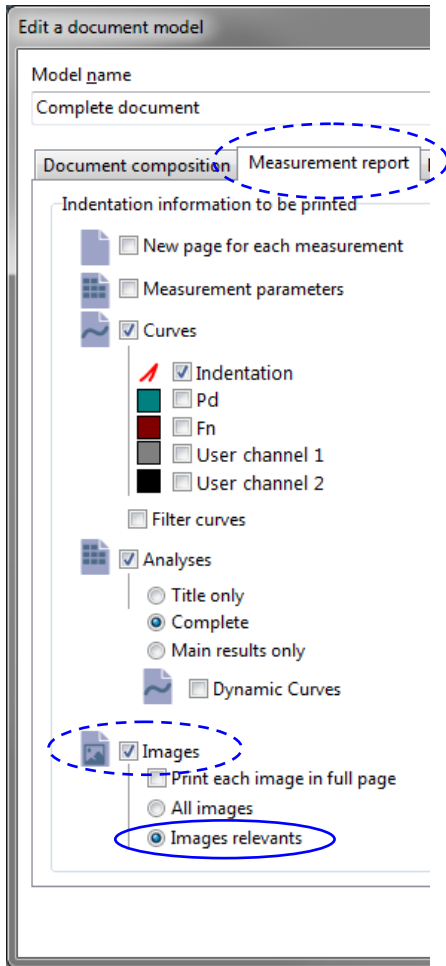 Edit a document model
Model name
Complete document
Document composition Measurement report
Indentation information to be printed
New page for each measurement
Measurement parameters
Curves
Indentation
Pd
Fn
User channel 1
User channel 2
Filter curves
Analyses
Title only
Complete
Main results only
Dynamic Curves
Images
Print each image in full page
All images
Images relevants